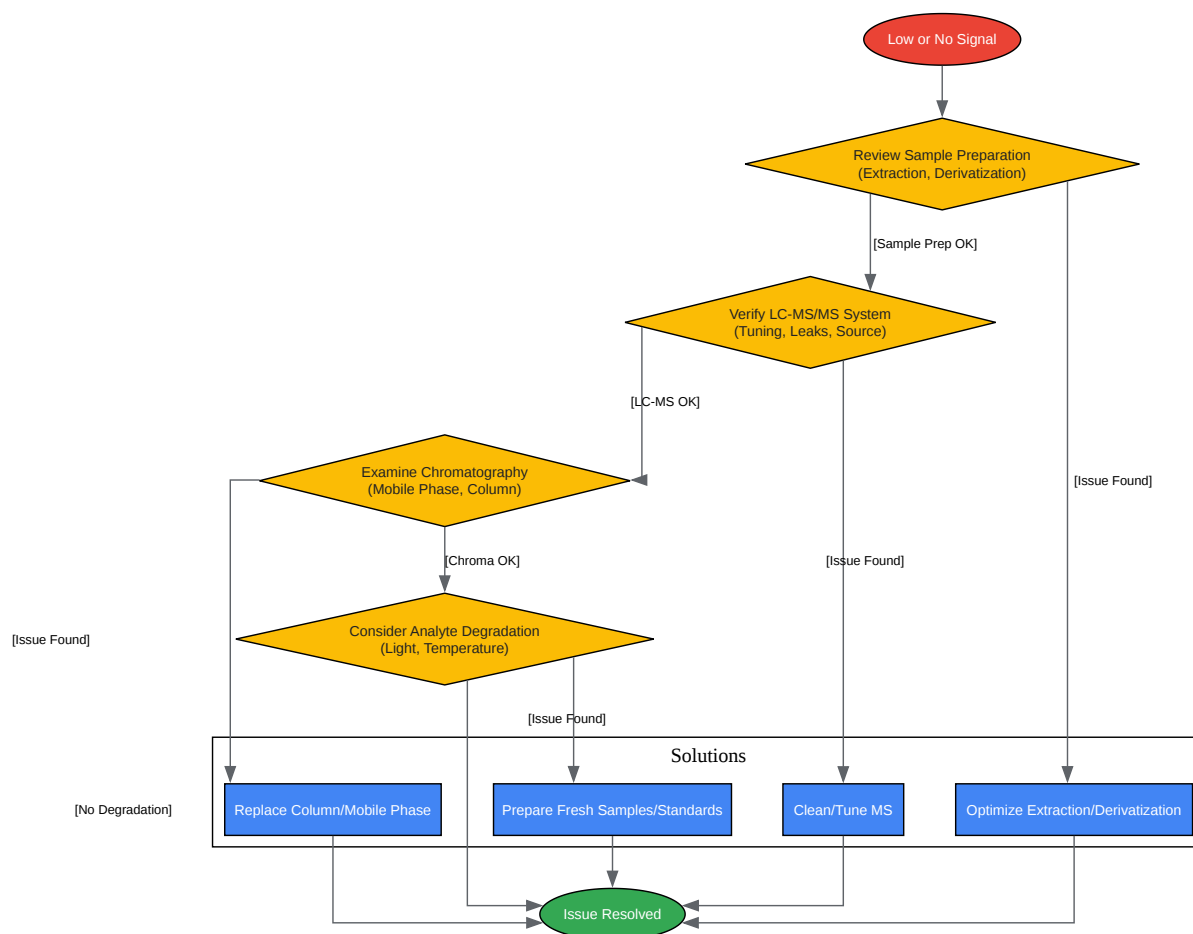 Low or No Signal
Review Sample Preparation
(Extraction, Derivatization)
[Sample Prep OK]
Verify LC-MS/MS System
(Tuning, Leaks, Source)
[LC-MS OK]
Examine Chromatography
(Mobile Phase, Column)
[Issue Found]
[Chroma OK]
[Issue Found]
Consider Analyte Degradation
(Light, Temperature)
[Issue Found]
[Issue Found]
Solutions
[No Degradation]
Replace Column/Mobile Phase
Prepare Fresh Samples/Standards
Clean/Tune MS
Optimize Extraction/Derivatization
Issue Resolved